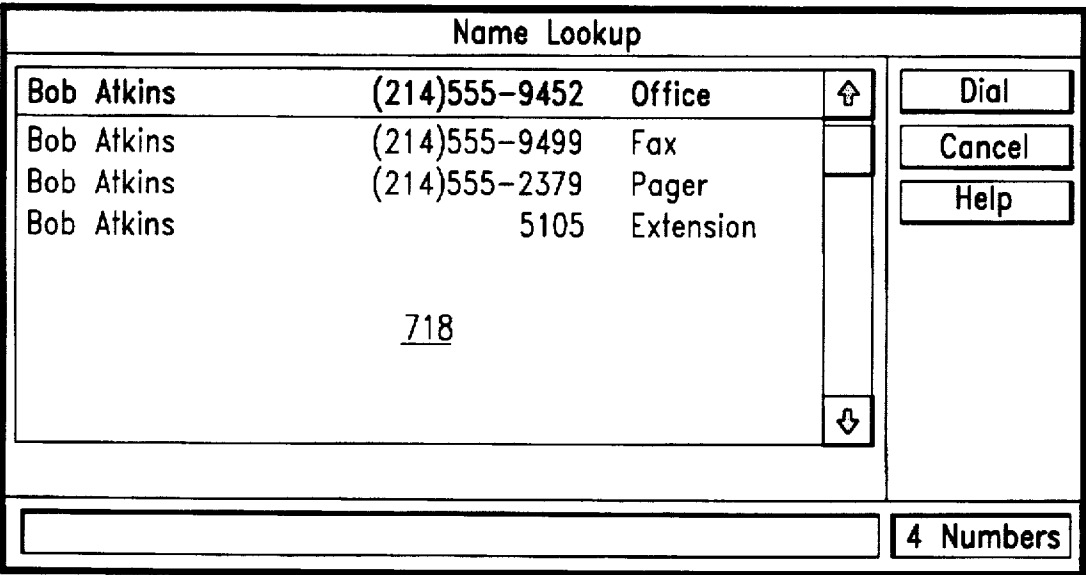 Name Lookup
Bob Atkins (214)555-9452 Office
Bob Atkins (214)555-9499 Fax
Bob Atkins (214)555-2379 Pager
Bob Atkins 5105 Extension
718
Dial
Cancel
Help
4 Numbers